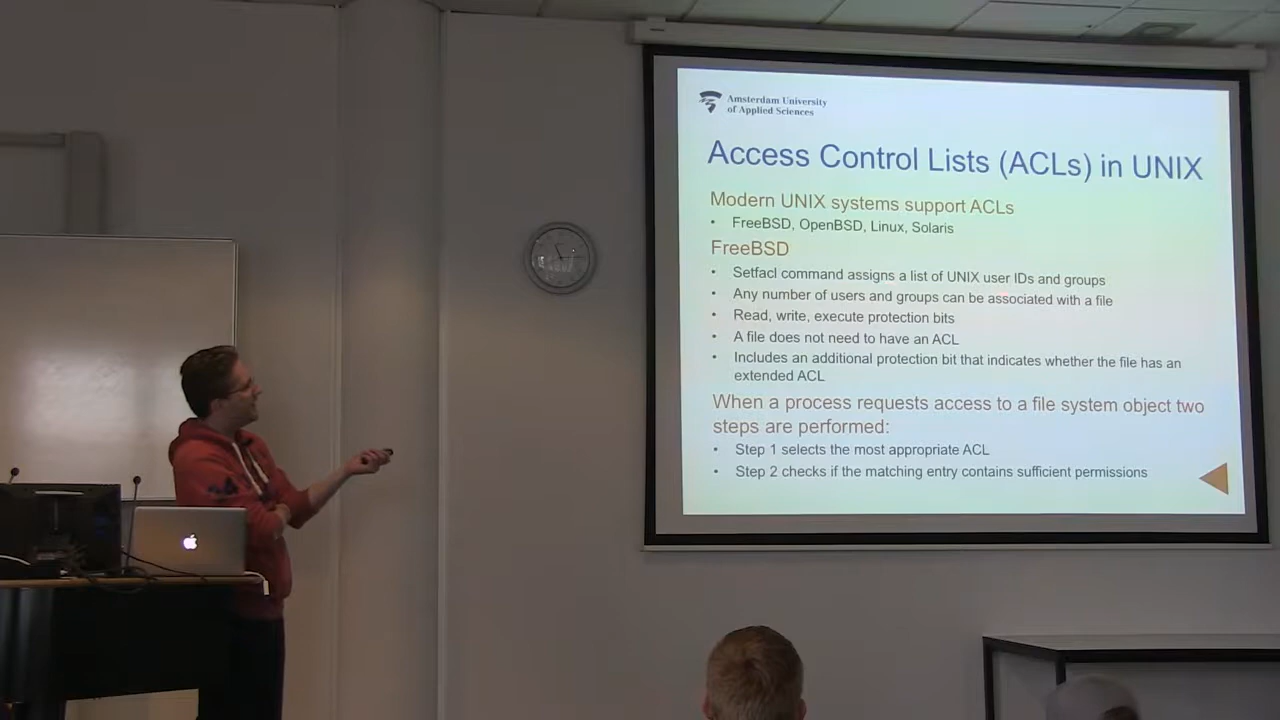 Amsterdam University
of Applied Sciences
Access Control Lists (ACLs) in UNIX
Modern UNIX systems support ACLs
• FreeBSD, OpenBSD, Linux, Solaris
FreeBSD
• Setfacl command assigns a list of UNIX user IDs and groups
• Any number of users and groups can be associated with a file
• Read, write, execute protection bits
• A file does not need to have an ACL
• Includes an additional protection bit that indicates whether the file has an
extended ACL
When a process requests access to a file system object two
steps are performed:
• Step 1 selects the most appropriate ACL
• Step 2 checks if the matching entry contains sufficient permissions